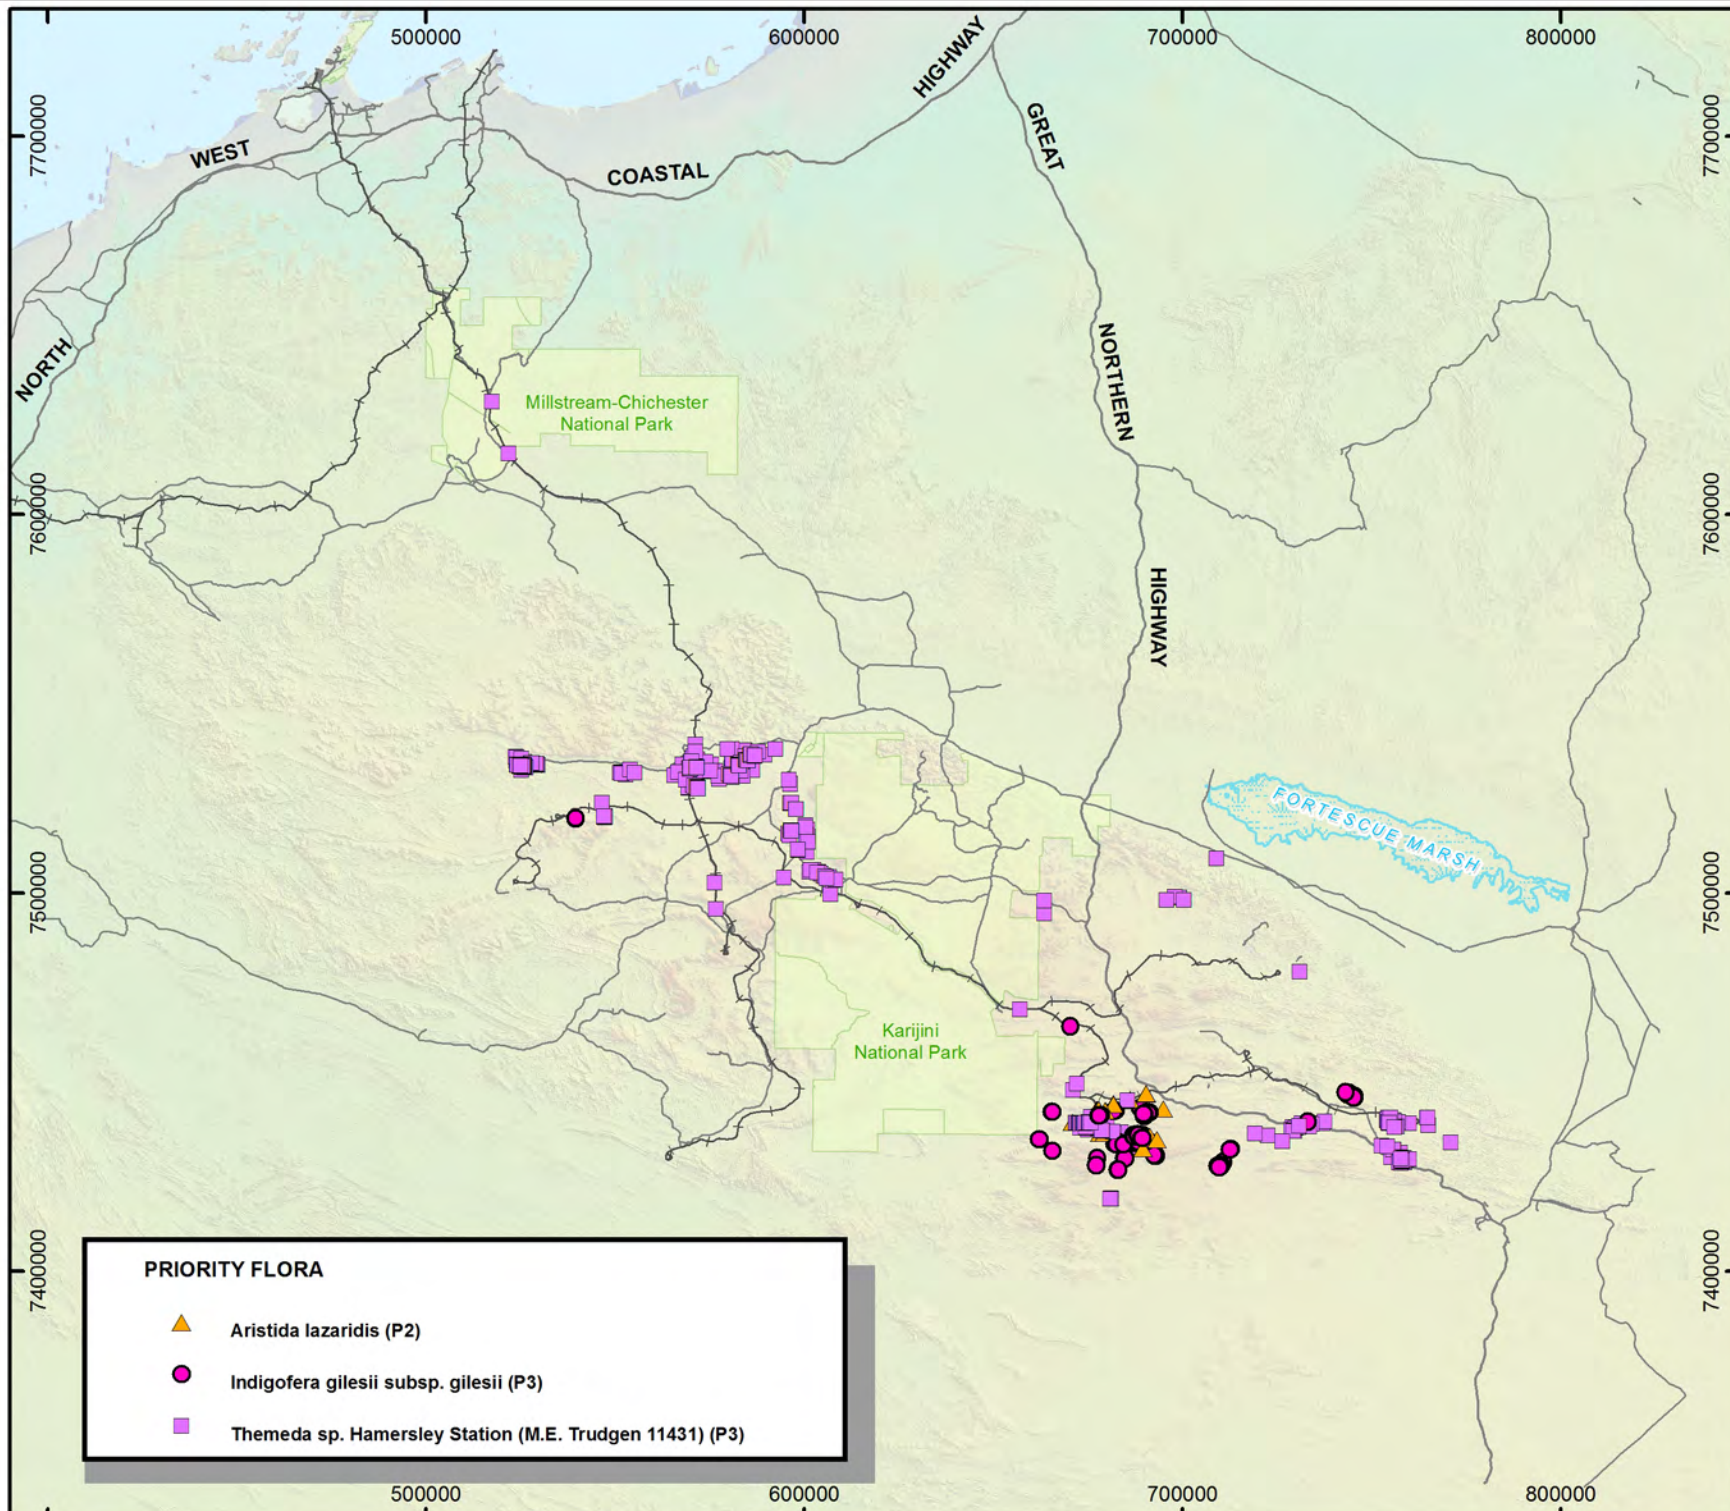 500000
600000
700000
800000
7700000
7700000
HIGHWAY
GREAT
WEST
COASTAL
NORTH
NORTHERN
Millstream-Chichester
National Park
7600000
7600000
HIGHWAY
FORTESCUE MARSH
7500000
7500000
Karijini
National Park
7400000
7400000
PRIORITY FLORA
Aristida lazaridis (P2)
Indigofera gilesii subsp. gilesii (P3)
Themeda sp. Hamersley Station (M.E. Trudgen 11431) (P3)
500000
600000
700000
800000